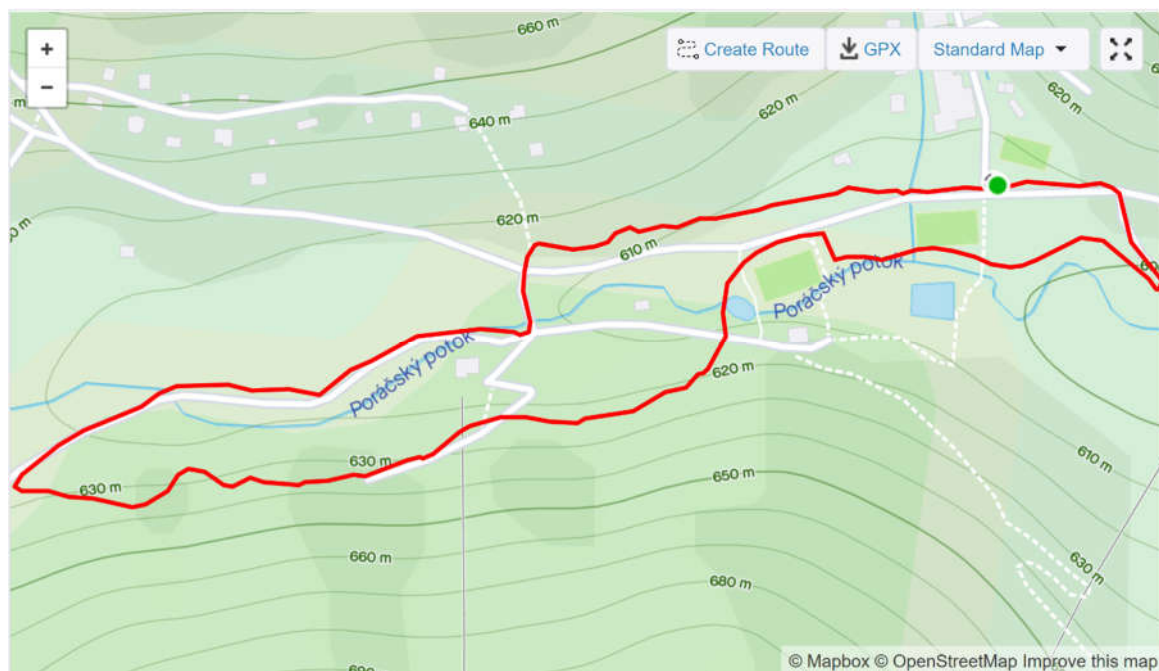 660 m
+
−
Create Route
GPX
Standard Map
m
620 m
640 m
620 m
620 m
610 m
Poráčský potok
Poráčský potok
620 m
630 m
630 m
650 m
610 m
660 m
630 m
680 m
© Mapbox © OpenStreetMap Improve this map